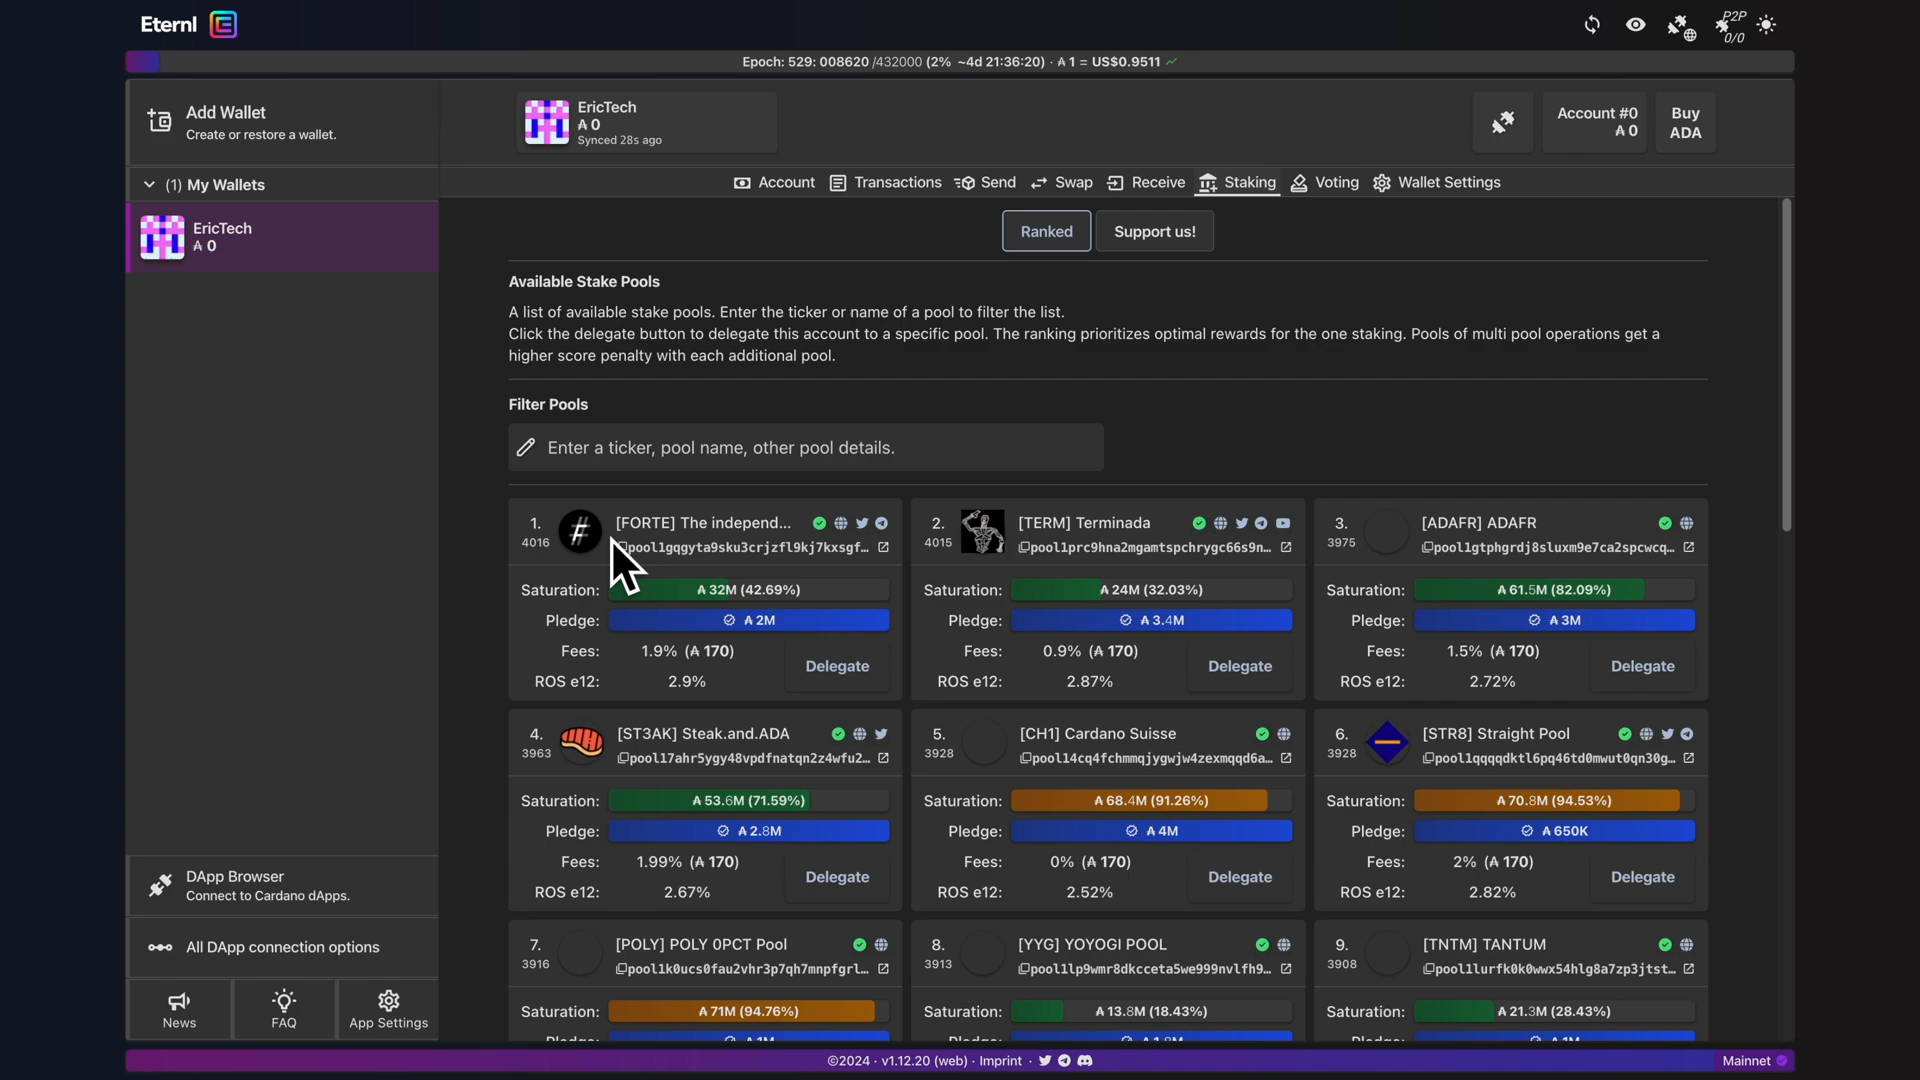 Eternl
P2P
0/0
Epoch: 529: 008620 /432000 (2% ~4d 21:36:20) · ₳ 1 = US$0.9511
Add Wallet
Create or restore a wallet.
EricTech
₳ 0
Synced 28s ago
Account #0
₳ 0
Buy
ADA
(1) My Wallets
EricTech
₳ 0
Account Transactions Send Swap Receive Staking Voting Wallet Settings
Ranked Support us!
Available Stake Pools
A list of available stake pools. Enter the ticker or name of a pool to filter the list.
Click the delegate button to delegate this account to a specific pool. The ranking prioritizes optimal rewards for the one staking. Pools of multi pool operations get a
higher score penalty with each additional pool.
Filter Pools
Enter a ticker, pool name, other pool details.
1. [FORTE] The independ...
4016 pool1gqgyta9sku3crjzfl9kj7kxsgf...
Saturation: ₳ 32M (42.69%)
Pledge: ₳ 2M
Fees: 1.9% (₳ 170)
ROS e12: 2.9%
Delegate
2. [TERM] Terminada
4015 pool1prc9hna2mgamtspchrygc66s9n...
Saturation: ₳ 24M (32.03%)
Pledge: ₳ 3.4M
Fees: 0.9% (₳ 170)
ROS e12: 2.87%
Delegate
3. [ADAFR] ADAFR
3975 pool1gtphgrdj8sluxm9e7ca2spcwcq...
Saturation: ₳ 61.5M (82.09%)
Pledge: ₳ 3M
Fees: 1.5% (₳ 170)
ROS e12: 2.72%
Delegate
4. [ST3AK] Steak.and.ADA
3963 pool17ahr5ygy48vpdfnatqn2z4wfu2...
Saturation: ₳ 53.6M (71.59%)
Pledge: ₳ 2.8M
Fees: 1.99% (₳ 170)
ROS e12: 2.67%
Delegate
5. [CH1] Cardano Suisse
3928 pool14cq4fchmmqjygwjw4zexmqqd6a...
Saturation: ₳ 68.4M (91.26%)
Pledge: ₳ 4M
Fees: 0% (₳ 170)
ROS e12: 2.52%
Delegate
6. [STR8] Straight Pool
3928 pool1qqqqdktl6pq46td0mwut0qn30g...
Saturation: ₳ 70.8M (94.53%)
Pledge: ₳ 650K
Fees: 2% (₳ 170)
ROS e12: 2.82%
Delegate
7. [POLY] POLY 0PCT Pool
3916 pool1k0ucs0fau2vhr3p7qh7mnpfgrl...
Saturation: ₳ 71M (94.76%)
8. [YYG] YOYOGI POOL
3913 pool1lp9wmr8dkcceta5we999nvlfh9...
Saturation: ₳ 13.8M (18.43%)
9. [TNTM] TANTUM
3908 pool1lurfk0k0wwx54hlg8a7zp3jtst...
Saturation: ₳ 21.3M (28.43%)
DApp Browser
Connect to Cardano dApps.
All DApp connection options
News FAQ App Settings
©2024 · v1.12.20 (web) · Imprint ·
Mainnet